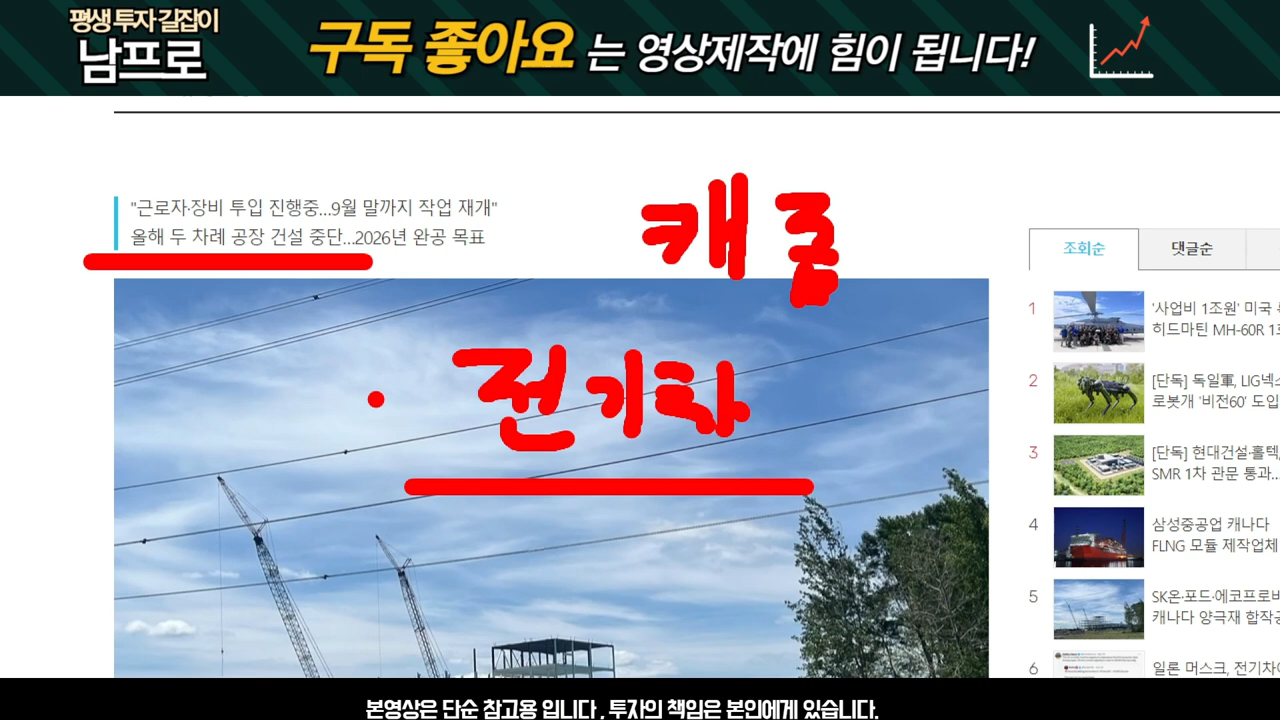 평생 투자 길잡이
남프로
구독 좋아요 는 영상제작에 힘이 됩니다!
"근로자·장비 투입 진행중...9월 말까지 작업 재개"
올해 두 차례 공장 건설 중단...2026년 완공 목표
캐즘
전기차
조회순 댓글순
1 '사업비 1조원' 미국
히드마틴 MH-60R
2 [단독] 독일軍, LIG넥스
로봇개 '비전60' 도입
3 [단독] 현대건설·홀텍,
SMR 1차 관문 통과...
4 삼성중공업 캐나다
FLNG 모듈 제작업체
5 SK온·포드·에코프로비
캐나다 양극재 합작공
6 일론 머스크, 전기차
본영상은 단순 참고용 입니다 , 투자의 책임은 본인에게 있습니다.